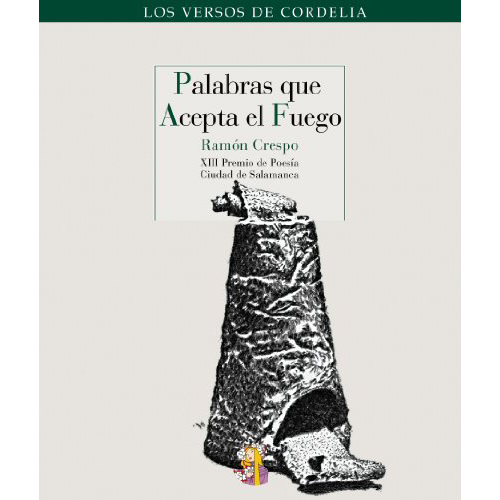 LOS VERSOS DE CORDELIA
Palabras que
Acepta el Fuego
Ramón Crespo
XIII Premio de Poesía
Ciudad de Salamanca